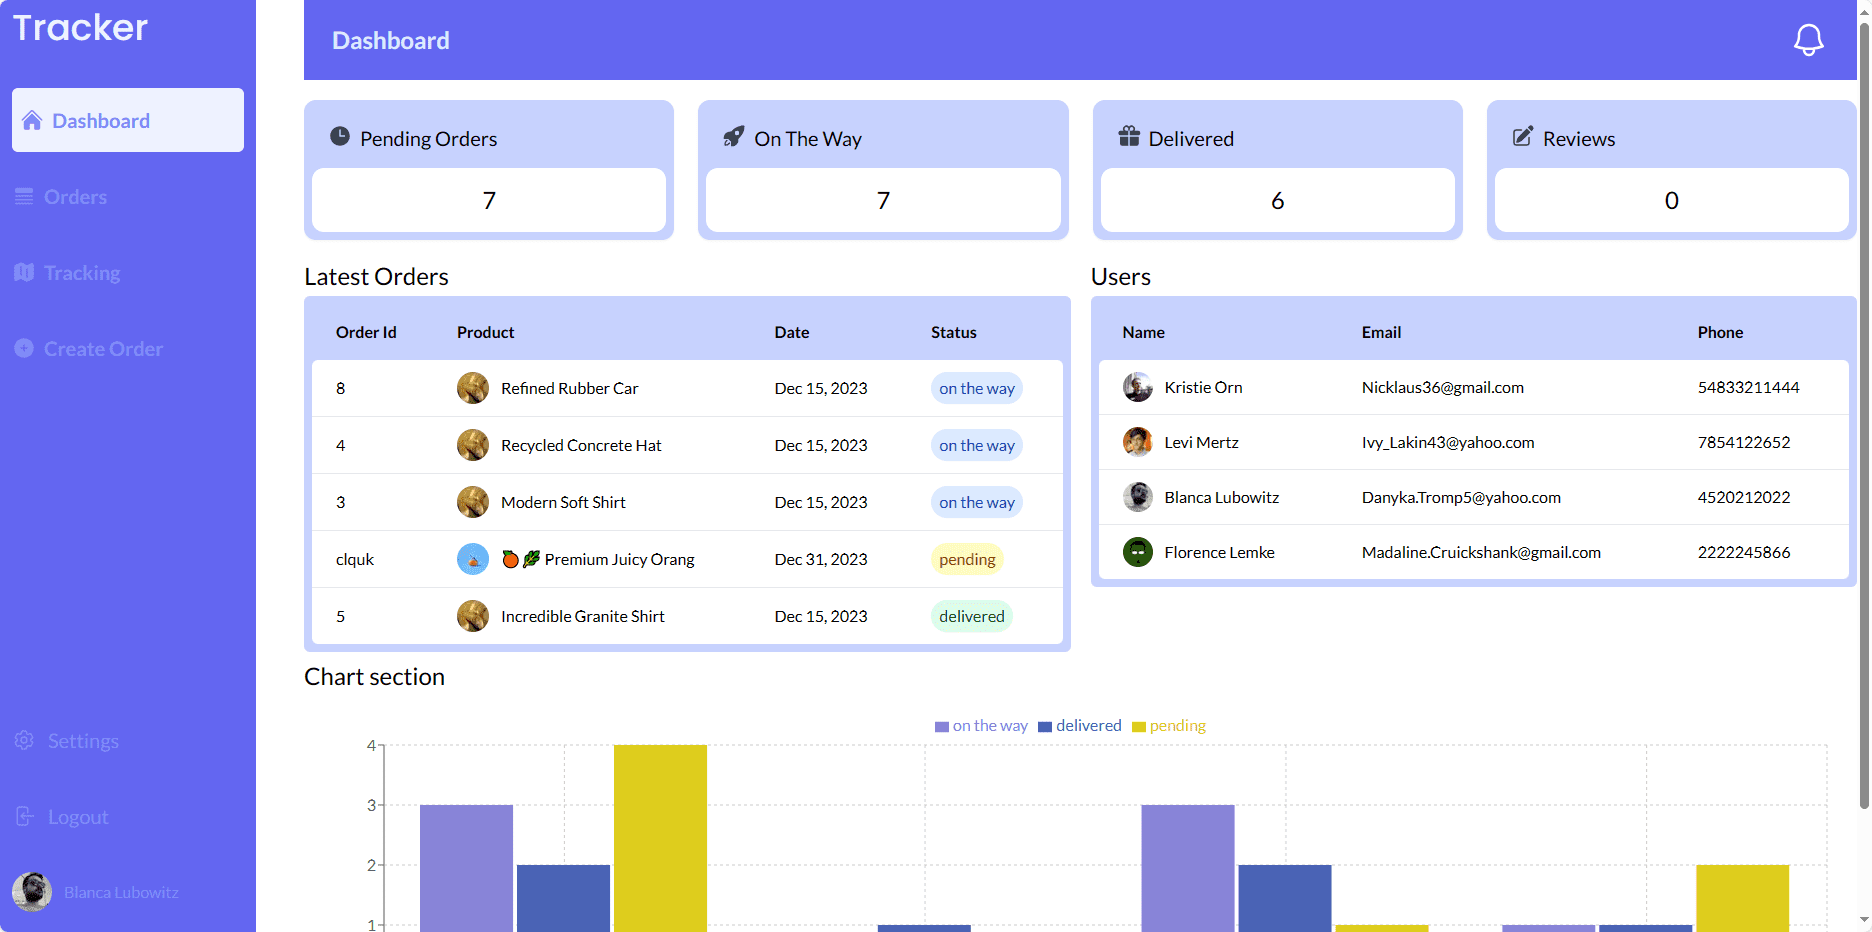 Tracker
Dashboard
Orders
Tracking
Create Order
Settings
Logout
Blanca Lubowitz
Dashboard
Pending Orders
7
On The Way
7
Delivered
6
Reviews
0
Latest Orders
Order Id Product Date Status
8 Refined Rubber Car Dec 15, 2023 on the way
4 Recycled Concrete Hat Dec 15, 2023 on the way
3 Modern Soft Shirt Dec 15, 2023 on the way
clquk 🍊🌿 Premium Juicy Orang Dec 31, 2023 pending
5 Incredible Granite Shirt Dec 15, 2023 delivered
Users
Name Email Phone
Kristie Orn Nicklaus36@gmail.com 54833211444
Levi Mertz Ivy_Lakin43@yahoo.com 7854122652
Blanca Lubowitz Danyka.Tromp5@yahoo.com 4520212022
Florence Lemke Madaline.Cruickshank@gmail.com 2222245866
Chart section
on the way delivered pending
4
3
2
1